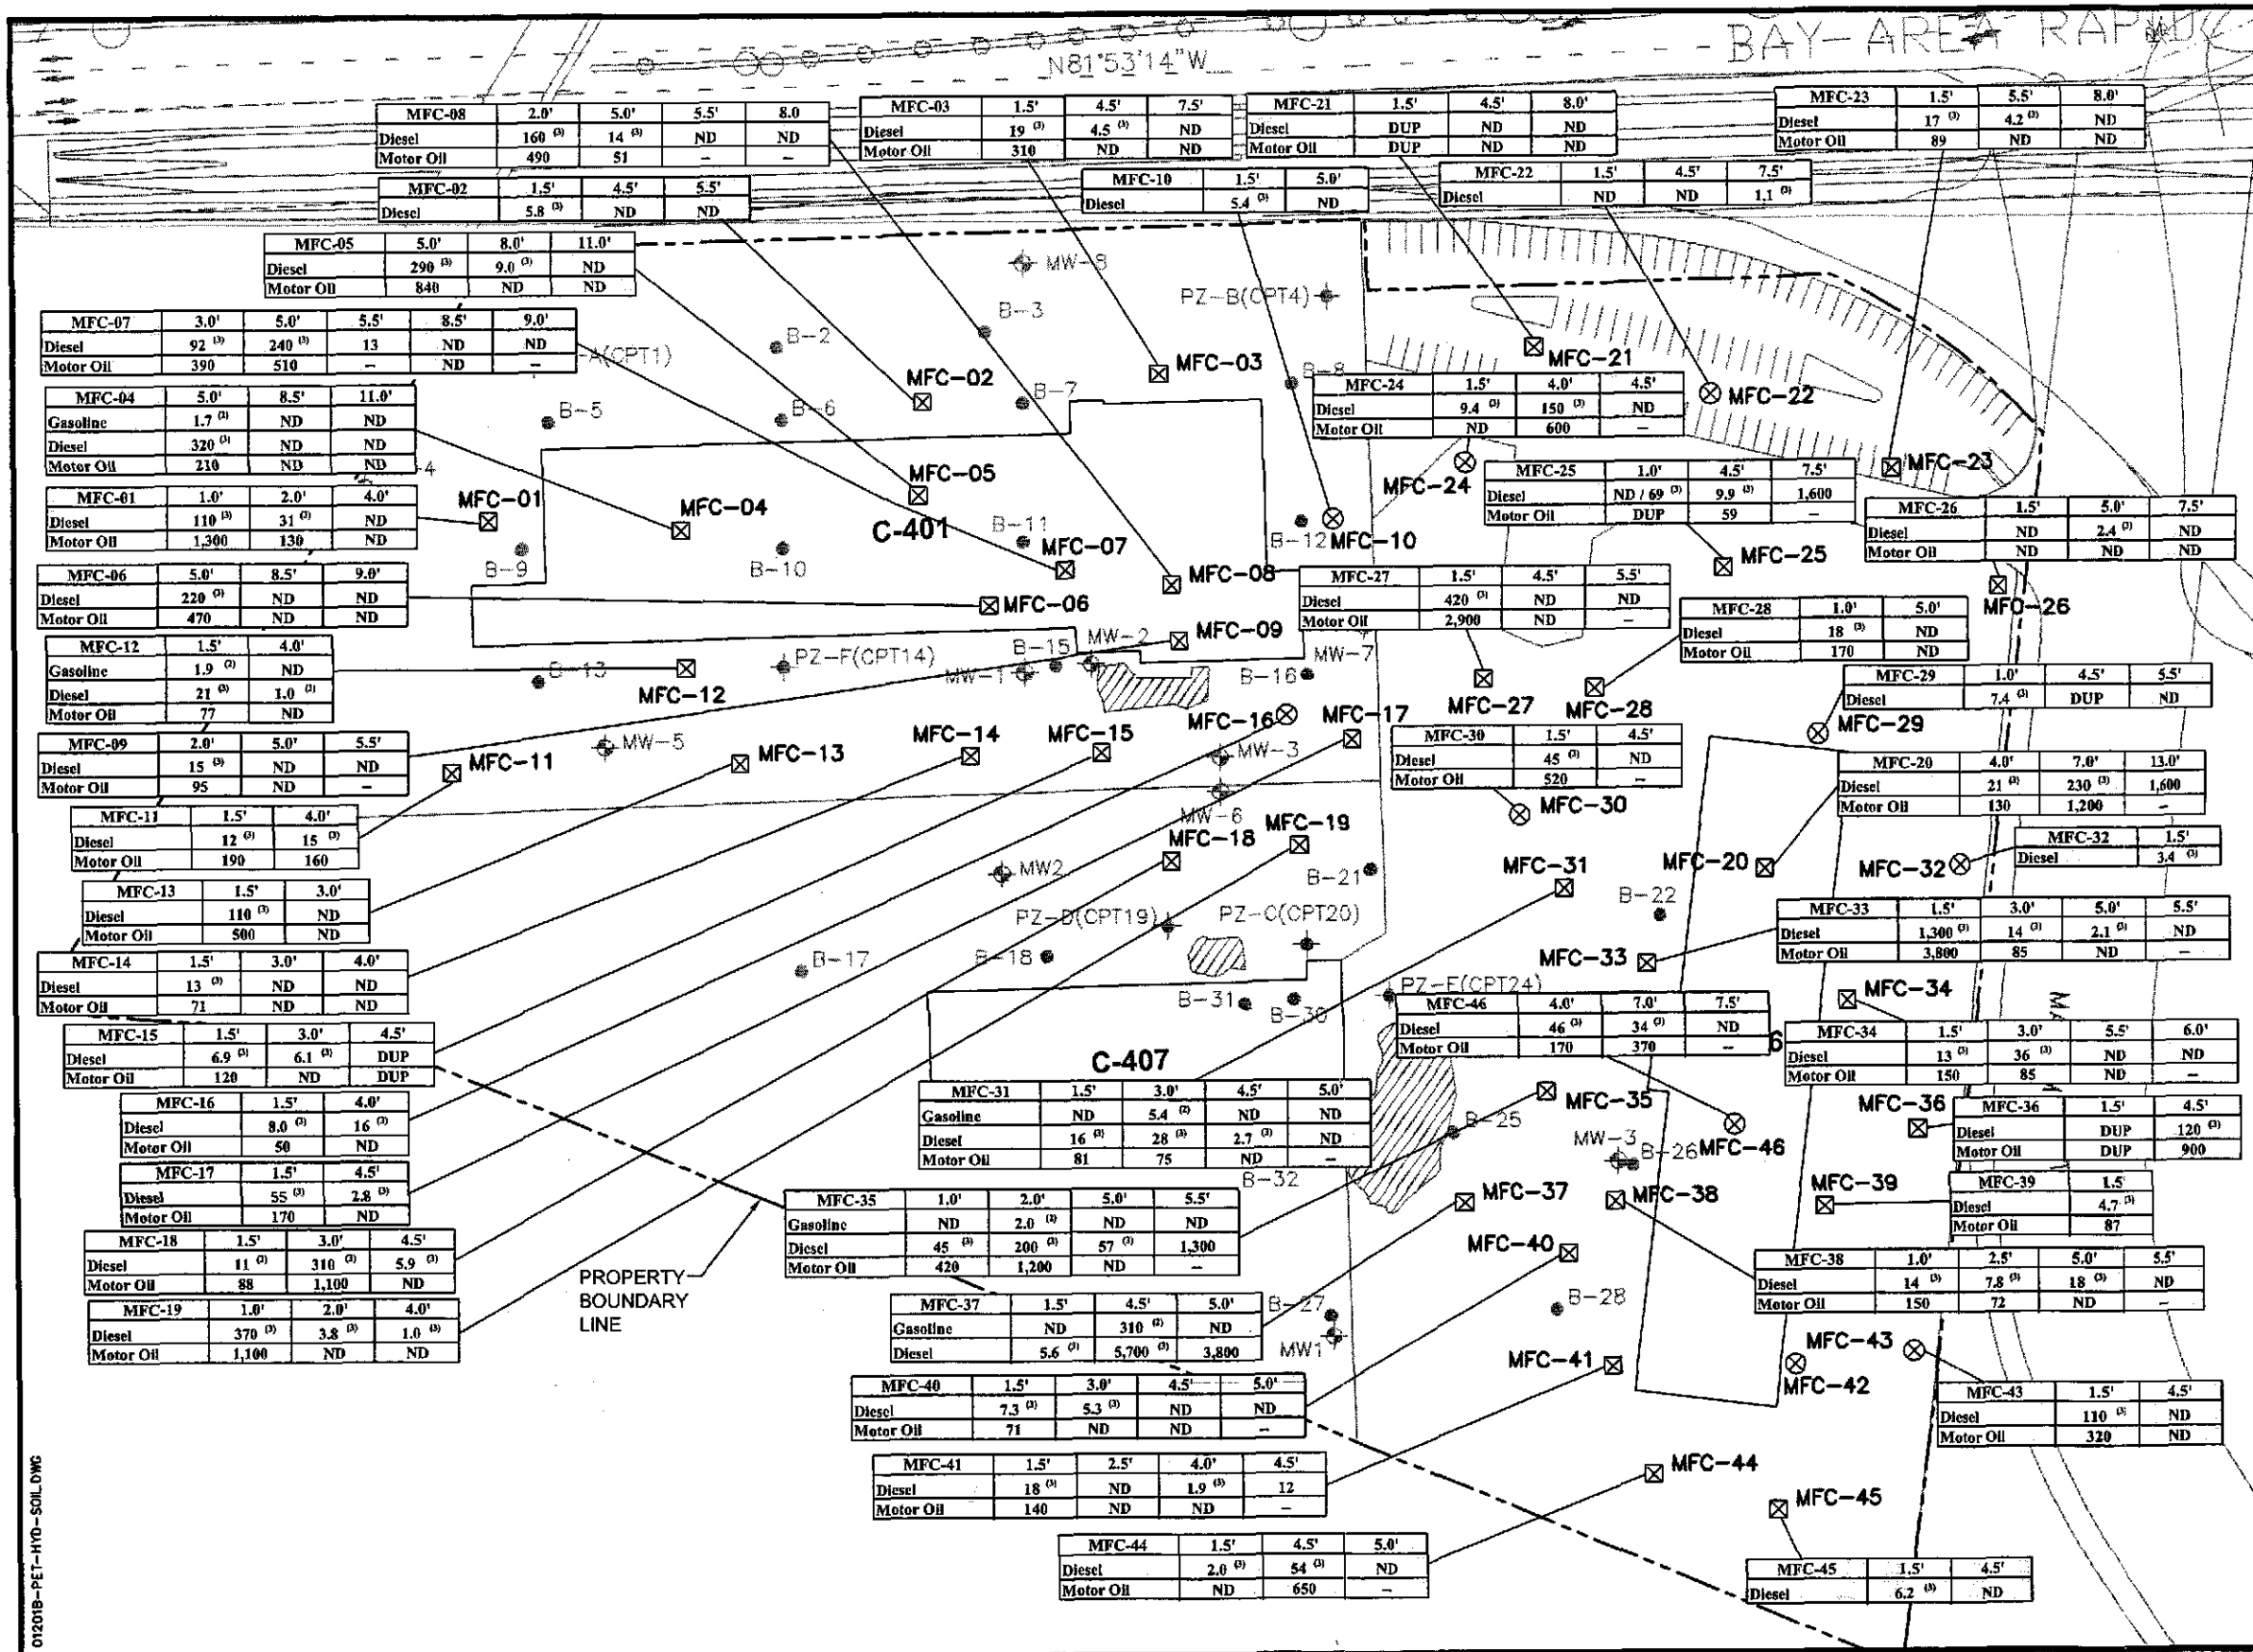 BAY-AREA RAPID
N81°53'14"W
MFC-08 2.0' 5.0' 5.5' 8.0
Diesel 160 (3) 14 (3) ND ND
Motor Oil 490 51 – –
MFC-03 1.5' 4.5' 7.5'
Diesel 19 (3) 4.5 (3) ND
Motor Oil 310 ND ND
MFC-21 1.5' 4.5' 8.0'
Diesel DUP ND ND
Motor Oil DUP ND ND
MFC-23 1.5' 5.5' 8.0'
Diesel 17 (3) 4.2 (3) ND
Motor Oil 89 ND ND
MFC-02 1.5' 4.5' 5.5'
Diesel 5.8 (3) ND ND
MFC-10 1.5' 5.0'
Diesel 5.4 (3) ND
MFC-22 1.5' 4.5' 7.5'
Diesel ND ND 1.1 (3)
MFC-05 5.0' 8.0' 11.0'
Diesel 290 (3) 9.0 (3) ND
Motor Oil 840 ND ND
MW-8
PZ-B(CPT4)
MFC-07 3.0' 5.0' 5.5' 8.5' 9.0'
Diesel 92 (3) 240 (3) 13 ND ND
Motor Oil 390 510 – ND –
-A(CPT1)
B-2
B-3
MFC-02
MFC-03
B-8
MFC-21
MFC-22
MFC-04 5.0' 8.5' 11.0'
Gasoline 1.7 (2) ND ND
Diesel 320 (3) ND ND
Motor Oil 210 ND ND
B-5
B-6
B-7
MFC-24 1.5' 4.0' 4.5'
Diesel 9.4 (3) 150 (3) ND
Motor Oil ND 600 –
-4
MFC-01 1.0' 2.0' 4.0'
Diesel 110 (3) 31 (3) ND
Motor Oil 1,300 130 ND
MFC-01
MFC-04
MFC-05
C-401
MFC-24
MFC-23
MFC-25 1.0' 4.5' 7.5'
Diesel ND / 69 (3) 9.9 (3) 1,600
Motor Oil DUP 59 –
MFC-26 1.5' 5.0' 7.5'
Diesel ND 2.4 (3) ND
Motor Oil ND ND ND
B-9
B-10
B-11
MFC-07
MFC-08
B-12
MFC-10
MFC-25
MFC-26
MFC-06 5.0' 8.5' 9.0'
Diesel 220 (3) ND ND
Motor Oil 470 ND ND
MFC-06
MFC-27 1.5' 4.5' 5.5'
Diesel 420 (3) ND ND
Motor Oil 2,900 ND –
MFC-28 1.0' 5.0'
Diesel 18 (3) ND
Motor Oil 170 ND
MFC-12 1.5' 4.0'
Gasoline 1.9 (2) ND
Diesel 21 (3) 1.0 (3)
Motor Oil 77 ND
B-13
MFC-12
PZ-F(CPT14)
MW-1
B-15
MW-2
MFC-09
B-16
MW-7
MFC-27
MFC-28
MFC-29 1.0' 4.5' 5.5'
Diesel 7.4 (3) DUP ND
MFC-29
MFC-09 2.0' 5.0' 5.5'
Diesel 15 (3) ND ND
Motor Oil 95 ND –
MFC-11
MW-5
MFC-13
MFC-14
MFC-15
MFC-16
MFC-17
MW-3
MW-6
MFC-30 1.5' 4.5'
Diesel 45 (3) ND
Motor Oil 520 –
MFC-30
MFC-20 4.0' 7.0' 13.0'
Diesel 21 (3) 230 (3) 1,600
Motor Oil 130 1,200 –
MFC-11 1.5' 4.0'
Diesel 12 (3) 15 (3)
Motor Oil 190 160
MFC-18
MFC-19
MFC-31
MFC-20
MFC-32
MFC-32 1.5'
Diesel 3.4 (3)
MW2
B-21
B-22
MFC-13 1.5' 3.0'
Diesel 110 (3) ND
Motor Oil 500 ND
PZ-D(CPT19)
PZ-C(CPT20)
MFC-33 1.5' 3.0' 5.0' 5.5'
Diesel 1,300 (3) 14 (3) 2.1 (3) ND
Motor Oil 3,800 85 ND –
MFC-14 1.5' 3.0' 4.0'
Diesel 13 (3) ND ND
Motor Oil 71 ND ND
B-17
B-18
MFC-33
MFC-34
B-31
B-30
PZ-E(CPT24)
MFC-46 4.0' 7.0' 7.5'
Diesel 46 (3) 34 (3) ND
Motor Oil 170 370 –
6
MFC-34 1.5' 3.0' 5.5' 6.0'
Diesel 13 (3) 36 (3) ND ND
Motor Oil 150 85 ND –
MFC-15 1.5' 3.0' 4.5'
Diesel 6.9 (3) 6.1 (3) DUP
Motor Oil 120 ND DUP
C-407
MFC-31 1.5' 3.0' 4.5' 5.0'
Gasoline ND 5.4 (2) ND ND
Diesel 16 (3) 28 (3) 2.7 (3) ND
Motor Oil 81 75 ND –
MFC-35
MFC-36
MFC-36 1.5' 4.5'
Diesel DUP 120 (3)
Motor Oil DUP 900
MFC-16 1.5' 4.0'
Diesel 8.0 (3) 16 (3)
Motor Oil 50 ND
B-25
MW-3
B-26
MFC-46
B-32
MFC-17 1.5' 4.5'
Diesel 55 (3) 2.8 (3)
Motor Oil 170 ND
MFC-35 1.0' 2.0' 5.0' 5.5'
Gasoline ND 2.0 (2) ND ND
Diesel 45 (3) 200 (3) 57 (3) 1,300
Motor Oil 420 1,200 ND –
MFC-37
MFC-38
MFC-39
MFC-39 1.5'
Diesel 4.7 (3)
Motor Oil 87
MFC-18 1.5' 3.0' 4.5'
Diesel 11 (3) 310 (3) 5.9 (3)
Motor Oil 88 1,100 ND
MFC-40
MFC-38 1.0' 2.5' 5.0' 5.5'
Diesel 14 (3) 7.8 (3) 18 (3) ND
Motor Oil 150 72 ND –
PROPERTY
BOUNDARY
LINE
MFC-19 1.0' 2.0' 4.0'
Diesel 370 (3) 3.8 (3) 1.0 (3)
Motor Oil 1,100 ND ND
MFC-37 1.5' 4.5' 5.0'
Gasoline ND 310 (2) ND
Diesel 5.6 (3) 5,700 (3) 3,800
B-27
MW1
B-28
MFC-41
MFC-42
MFC-43
MFC-40 1.5' 3.0' 4.5' 5.0'
Diesel 7.3 (3) 5.3 (3) ND ND
Motor Oil 71 ND ND –
MFC-43 1.5' 4.5'
Diesel 110 (3) ND
Motor Oil 320 ND
MFC-41 1.5' 2.5' 4.0' 4.5'
Diesel 18 (3) ND 1.9 (3) 12
Motor Oil 140 ND ND –
MFC-44
MFC-45
MFC-44 1.5' 4.5' 5.0'
Diesel 2.0 (3) 54 (3) ND
Motor Oil ND 650 –
MFC-45 1.5' 4.5'
Diesel 6.2 (3) ND
01201B-PET-HYD-SOIL.DWG